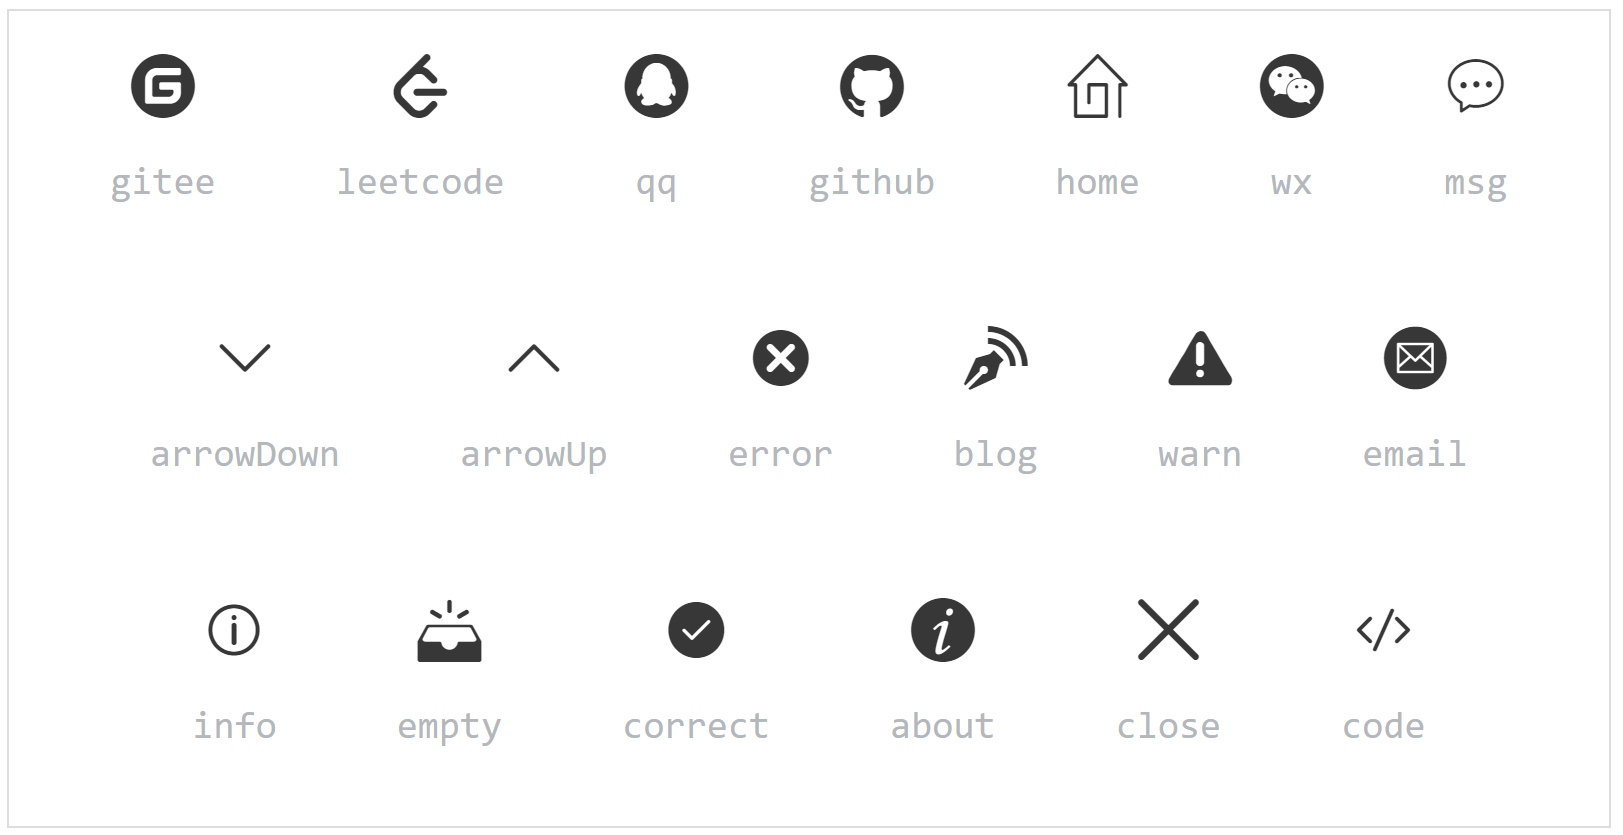 gitee leetcode qq github home wx msg
arrowDown arrowUp error blog warn email
info empty correct about close code